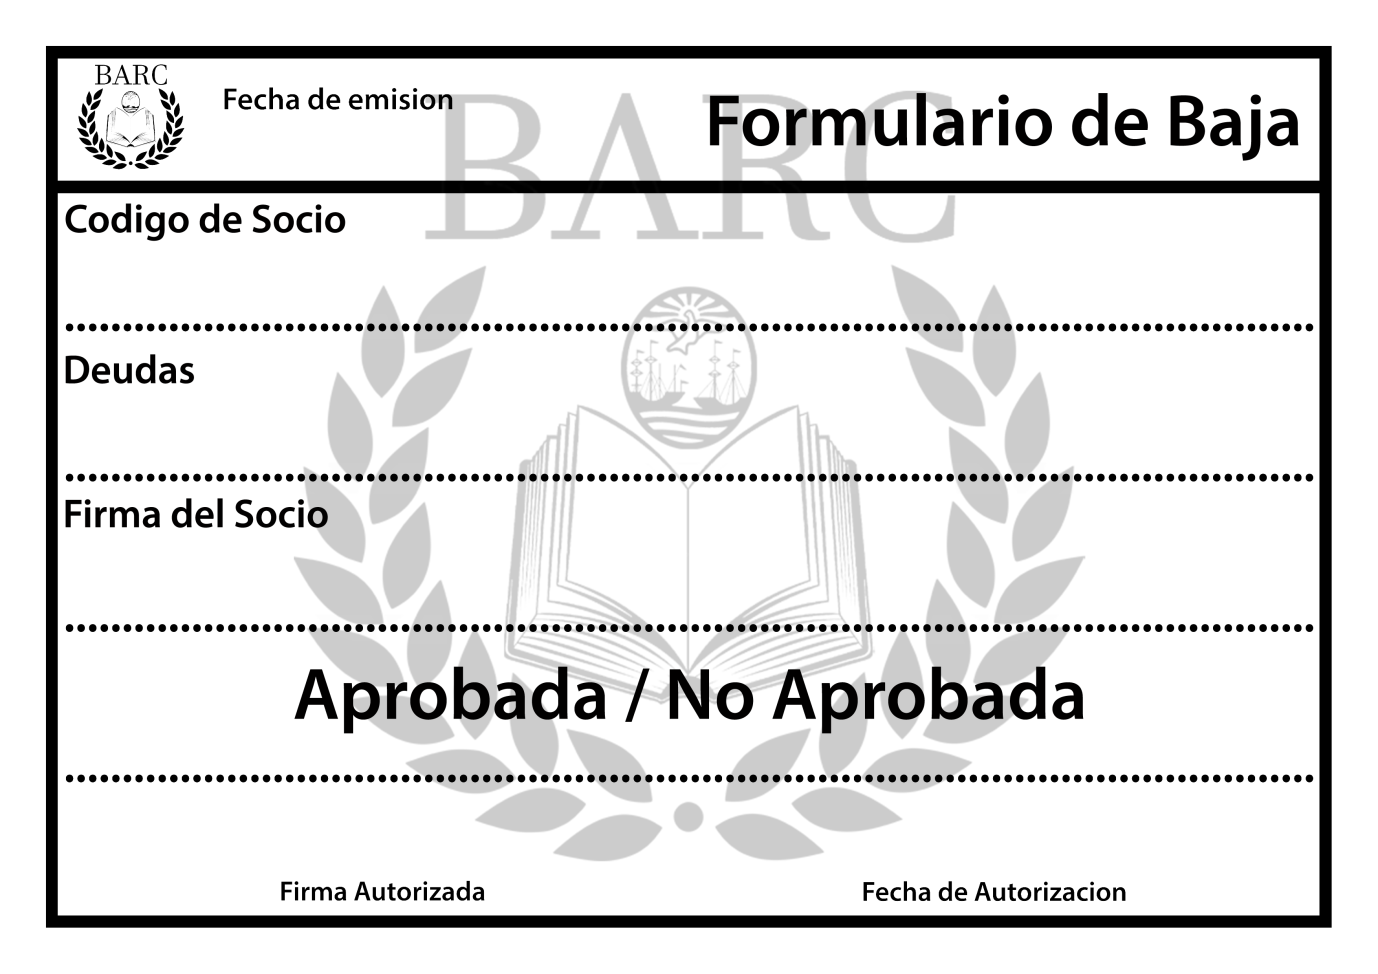 BARC
Fecha de emision
Formulario de Baja
BARC
Codigo de Socio
Deudas
Firma del Socio
Aprobada / No Aprobada
Firma Autorizada
Fecha de Autorizacion